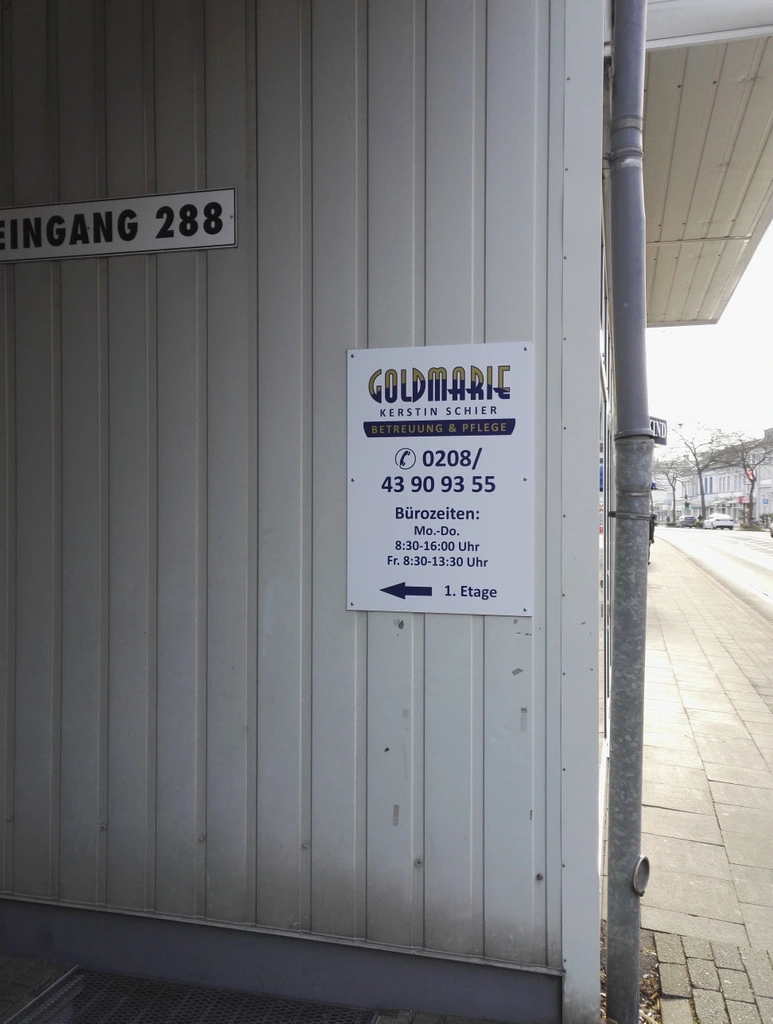 EINGANG 288
GOLDMARIE
KERSTIN SCHIER
BETREUUNG & PFLEGE
0208/
43 90 93 55
Bürozeiten:
Mo.-Do.
8:30-16:00 Uhr
Fr. 8:30-13:30 Uhr
1. Etage